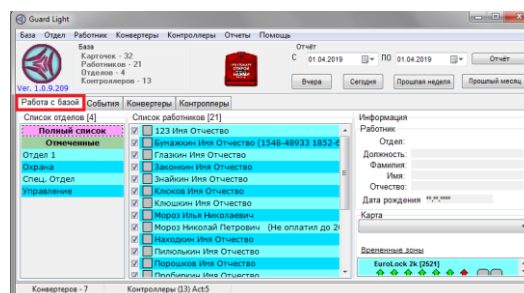 Guard Light
База Отдел Работник Конвертеры Контроллеры Отчеты Помощь
База
Карточек - 32
Работников - 21
Отделов - 4
Контроллеров - 13
Ver. 1.0.9.209
Отчёт
С 01.04.2019 ПО 01.04.2019 Отчёт
Вчера Сегодня Прошлая неделя Прошлый месяц
Работа с базой События Конвертеры Контроллеры
Список отделов [4] Список работников [21] Информация
Полный список
Отмеченные
Отдел 1
Охрана
Спец. Отдел
Управление
123 Имя Отчество
Бумажкин Имя Отчество (1548-48933 1852-6
Глазкин Имя Отчество
Законкин Имя Отчество
Знайкин Имя Отчество
Клюков Имя Отчество
Клюшкин Имя Отчество
Мороз Илья Николаевич
Мороз Николай Петрович (Не оплатил до 20
Находкин Имя Отчество
Пилюлькин Имя Отчество
Порошков Имя Отчество
Пробиркин Имя Отчество
Работник
Отдел:
Должность:
Фамилия:
Имя:
Отчество:
Дата рождения **.**.****
Карта
Временные зоны
EuroLock 2k [2521]
Конвертеров - 7 Контроллеры (13) Act:5